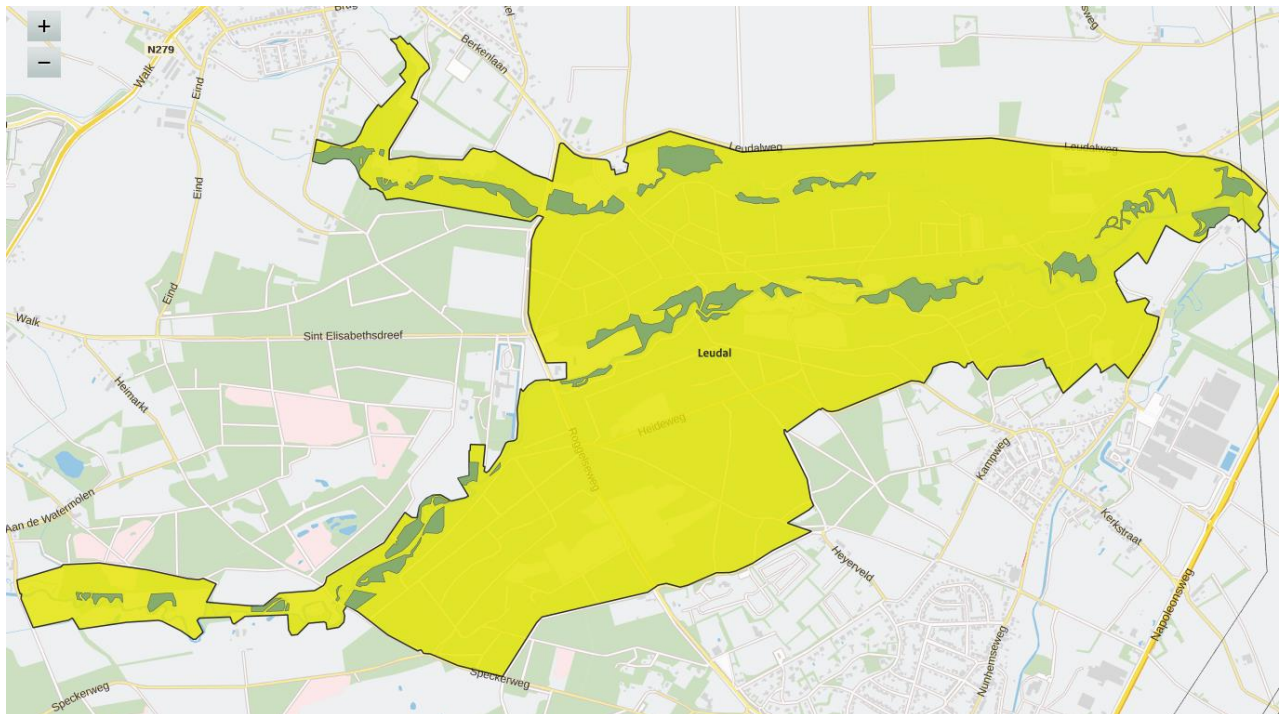 +
−
N279
Walk
Eind
Berkenlaan
Leudalweg
Leudalweg
Eind
Eind
Walk
Sint Elisabethsdreef
Heimarkt
Leudal
Heideweg
Roggelseweg
Kampweg
Aan de Watermolen
Kerkstraat
Heyerveld
Napoleonsweg
Nunhemseweg
Speckerweg
Speckerweg